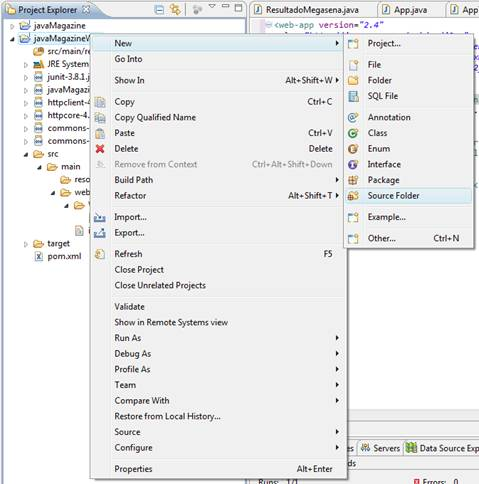 Project Explorer
ResultadoMegasena.java
App.java
App
javaMagazine
javaMagazineW
src/main/re
JRE System
junit-3.8.1.j
javaMagaz
httpclient-4
httpcore-4.
commons-
commons-
src
main
reso
web
target
pom.xml
<web-app version="2.4"
New
Go Into
Show In Alt+Shift+W
Copy Ctrl+C
Copy Qualified Name
Paste Ctrl+V
Delete Delete
Remove from Context Ctrl+Alt+Shift+Down
Build Path
Refactor Alt+Shift+T
Import...
Export...
Refresh F5
Close Project
Close Unrelated Projects
Validate
Show in Remote Systems view
Run As
Debug As
Profile As
Team
Compare With
Restore from Local History...
Source
Configure
Properties Alt+Enter
Project...
File
Folder
SQL File
Annotation
Class
Enum
Interface
Package
Source Folder
Example...
Other... Ctrl+N
Servers
Data Source Expl
Runs: 1/1
Errors: 0